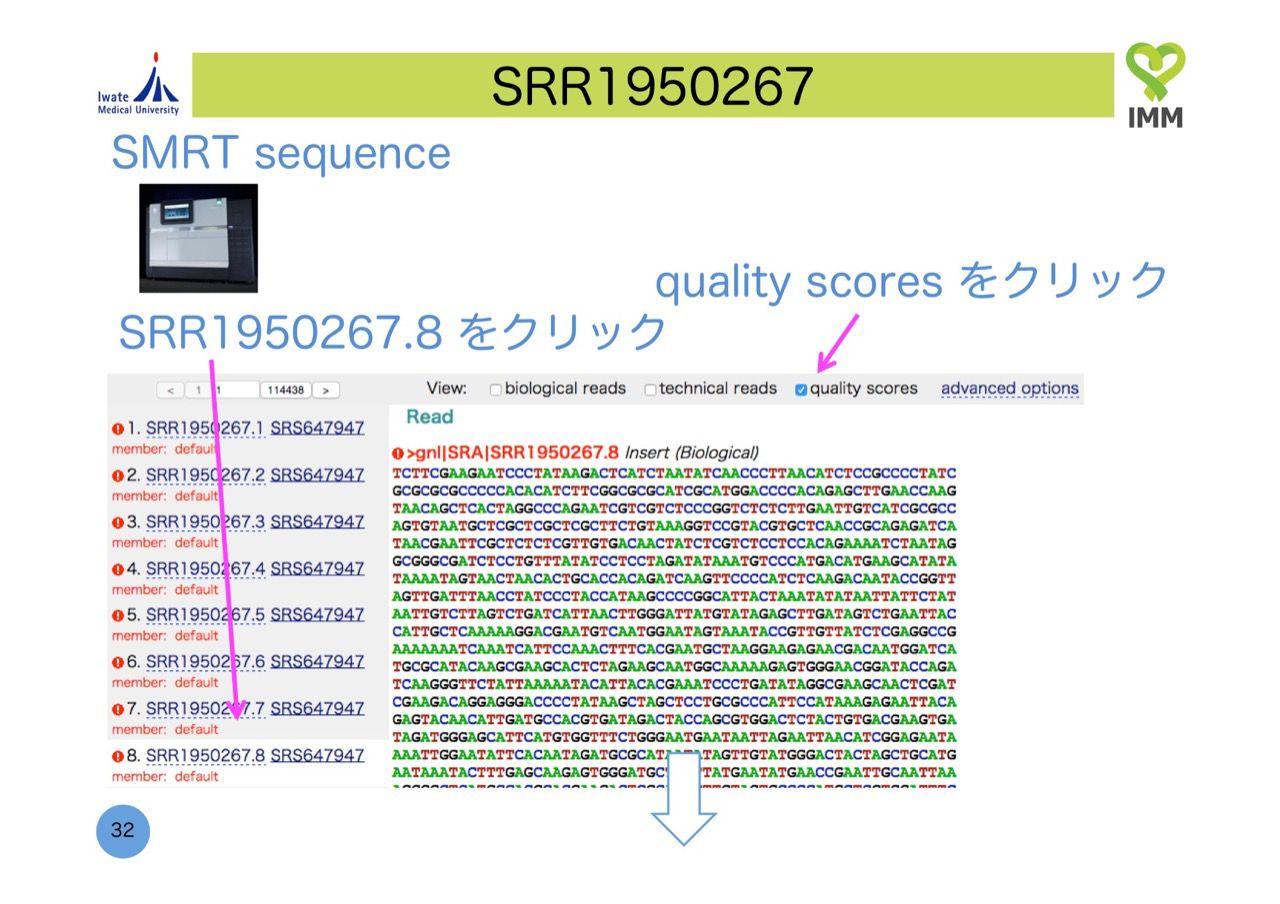 Iwate
Medical University
SRR1950267
IMM
SMRT sequence
quality scores をクリック
SRR1950267.8 をクリック
< 1 1 114438 >
View: biological reads technical reads quality scores advanced options
1. SRR1950267.1 SRS647947
member: default
2. SRR1950267.2 SRS647947
member: default
3. SRR1950267.3 SRS647947
member: default
4. SRR1950267.4 SRS647947
member: default
5. SRR1950267.5 SRS647947
member: default
6. SRR1950267.6 SRS647947
member: default
7. SRR1950267.7 SRS647947
member: default
8. SRR1950267.8 SRS647947
member: default
Read
>gnl|SRA|SRR1950267.8 Insert (Biological)
TCTTCGAAGAATCCCTATAAGACTCATCTAATATCAACCCTTAACATCTCCGCCCCTATC
GCGCGCGCCCCCACACATCTTCGGCGCGCATCGCATGGACCCCACAGAGCTTGAACCAAG
TAACAGCTCACTAGGCCCAGAATCGTCGTCTCCCGGTCTCTCTTGAATTGTCATCGCGCC
AGTGTAATGCTCGCTCGCTCGCTTCTGTAAAGGTCCGTACGTGCTCAACCGCAGAGATCA
TAACGAATTCGCTCTCTCGTTGTGACAACTATCTCGTCTCCTCCACAGAAAATCTAATAG
GCGGGCGATCTCCTGTTTATATCCTCCTAGATATAAATGTCCCATGACATGAAGCATATA
TAAAATAGTAACTAACACTGCACCACAGATCAAGTTCCCCATCTCAAGACAATACCGGTT
AGTTGATTTAACCTATCCCTACCATAAGCCCCGGCATTACTAAATATATAATTATTCTAT
AATTGTCTTAGTCTGATCATTAACTTGGGATTATGTATAGAGCTTGATAGTCTGAATTAC
CATTGCTCAAAAAGGACGAATGTCAATGGAATAGTAAATACCGTTGTTATCTCGAGGCCG
AAAAAAATCAAATCATTCCAAACTTTCACGAATGCTAAGGAAGAGAACGACAATGGATCA
TGCGCATACAAGCGAAGCACTCTAGAAGCAATGGCAAAAAGAGTGGGAACGGATACCAGA
TCAAGGGTTCTATTAAAAATACATTACACGAAATCCCTGATATAGGCGAAGCAACTCGAT
CGAAGACAGGAGGGACCCCTATAAGCTAGCTCCTGCGCCCATTCCATAAAGAGAATTACA
GAGTACAACATTGATGCCACGTGATAGACTACCAGCGTGGACTCTACTGTGACGAAGTGA
TAGATGGGAGCATTCATGTGGTTTCTGGGAATGAATAATTAGAATTAACATCGGAGAATA
AAATTGGAATATTCACAATAGATGCGCAT TAGTTGTATGGGACTACTAGCTGCATG
AATAAATACTTTGAGCAAGAGTGGGATGC TATGAATATGAACCGAATTGCAATTAA
32